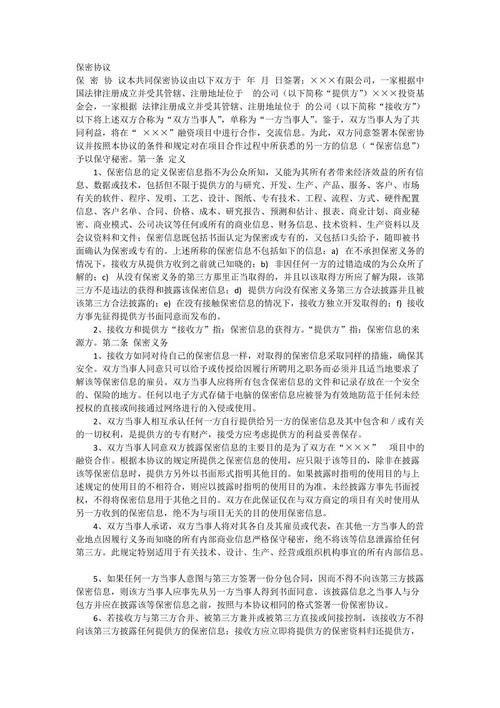 保密协议
保 密 协 议本共同保密协议由以下双方于 年 月 日签署：×××有限公司，一家根据中
国法律注册成立并受其管辖、注册地址位于 的公司（以下简称“提供方”）×××投资基
金会，一家根据 法律注册成立并受其管辖、注册地址位于 的公司（以下简称“接收方”）
以下将上述双方合称为“双方当事人”，单称为“一方当事人”。鉴于，双方当事人为了共
同利益，将在“ ×××”融资项目中进行合作，交流信息。为此，双方同意签署本保密协
议并按照本协议的条件和规定对在项目合作过程中所获悉的另一方的信息（“保密信息”）
予以保守秘密。第一条 定义
1、保密信息的定义保密信息指不为公众所知，又能为其所有者带来经济效益的所有信
息、数据或技术，包括但不限于提供方的与研究、开发、生产、产品、服务、客户、市场
有关的软件、程序、发明、工艺、设计、图纸、专有技术、工程、流程、方式、硬件配置
信息、客户名单、合同、价格、成本、研究报告、预测和估计、报表、商业计划、商业秘
密、商业模式、公司决议等任何或所有的商业信息、财务信息、技术资料、生产资料以及
会议资料和文件；保密信息既包括书面认定为保密或专有的，又包括口头给予，随即被书
面确认为保密或专有的。上述所称的保密信息不包括如下的信息：a) 在不承担保密义务的
情况下，接收方从提供方收到之前就已知晓的；b) 非因任何一方的过错造成的为公众所了
解的；c) 从没有保密义务的第三方那里正当取得的，并且以该取得方所应了解为限，该第
三方不是违法的获得和披露该保密信息；d) 提供方向没有保密义务第三方合法披露并且被
该第三方合法披露的；e) 在没有接触保密信息的情况下，接收方独立开发取得的；f) 接收
方事先征得提供方书面同意而发布的。
2、接收方和提供方“接收方”指：保密信息的获得方。“提供方”指：保密信息的来
源方。第二条 保密义务
1、接收方如同对待自己的保密信息一样，对取得的保密信息采取同样的措施，确保其
安全。双方当事人同意只可以给予或传授给因履行所聘用之职务而必须并且适当地要求了
解该等保密信息的雇员。双方当事人应将所有包含保密信息的文件和记录存放在一个安全
的、保险的地方。任何以电子方式存储于电脑的保密信息应被誉为有效地防范于任何未经
授权的直接或间接通过网络进行的入侵或使用。
2、双方当事人相互承认任何一方自行提供给另一方的保密信息及其中包含和／或有关
的一切权利，是提供方的专有财产，接受方应考虑提供方的利益妥善保存。
3、双方当事人同意双方披露保密信息的主要目的是为了双方在“×××” 项目中的
融资合作。根据本协议的规定所提供之保密信息的使用，应只限于该等目的，除非在披露
该等保密信息时，提供方另外以书面形式指明其他目的。如果披露时指明的使用目的与上
述规定的使用目的不相符合，则应以披露时指明的使用目的为准。未经披露方事先书面授
权，不得将保密信息用于其他之目的。双方在此保证仅在与双方商定的项目有关时使用从
另一方收到的保密信息，绝不为与项目无关的目的使用保密信息。
4、双方当事人承诺，双方当事人将对其各自及其雇员或代表，在其他一方当事人的营
业地点因履行义务而知晓的所有内部商业信息严格保守秘密，绝不将该等信息泄露给任何
第三方。此规定特别适用于有关技术、设计、生产、经营或组织机构事宜的所有内部信息。
5、如果任何一方当事人意图与第三方签署一份分包合同，因而不得不向该第三方披露
保密信息，则该方当事人应事先从另一方当事人得到书面同意。该披露信息之当事人与分
包方并应在披露该等保密信息之前，按照与本协议相同的格式签署一份保密协议。
6、若接收方与第三方合并、被第三方兼并或被第三方直接或间接控制，该接收方不得
向该第三方披露任何提供方的保密信息；接收方应立即将提供方的保密资料归还提供方，